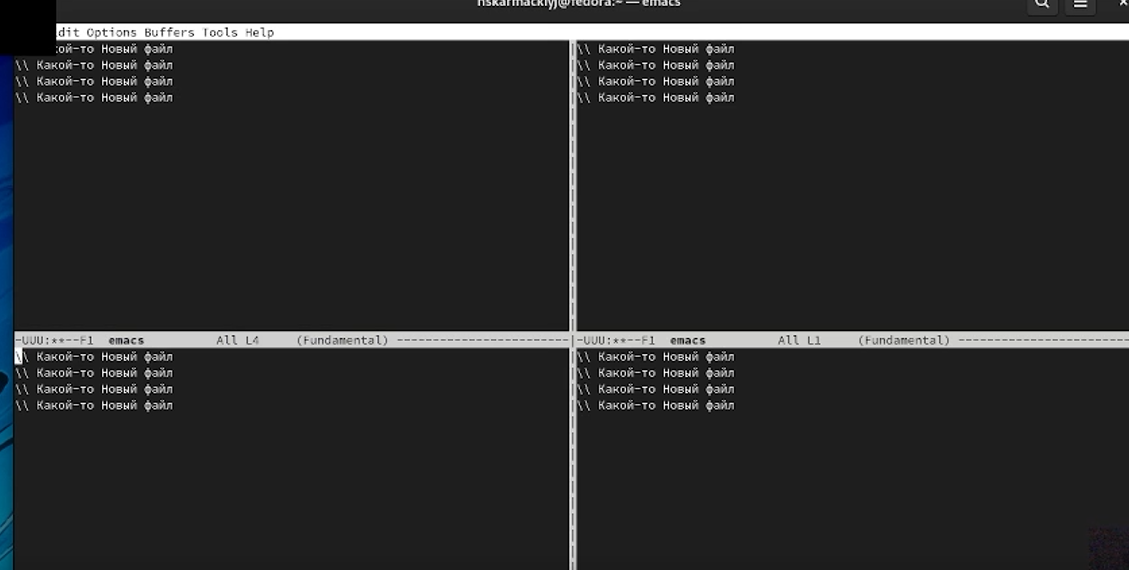 @fedora:~ — emacs
dit Options Buffers Tools Help
кой-то Новый файл
\\ Какой-то Новый файл
\\ Какой-то Новый файл
\\ Какой-то Новый файл
-UUU:**--F1 emacs All L4 (Fundamental) ------------------------
\\ Какой-то Новый файл
\\ Какой-то Новый файл
\\ Какой-то Новый файл
\\ Какой-то Новый файл
-UUU:**--F1 emacs All L1 (Fundamental) ------------------------
\\ Какой-то Новый файл
\\ Какой-то Новый файл
\\ Какой-то Новый файл
\\ Какой-то Новый файл
\\ Какой-то Новый файл
\\ Какой-то Новый файл
\\ Какой-то Новый файл
\\ Какой-то Новый файл